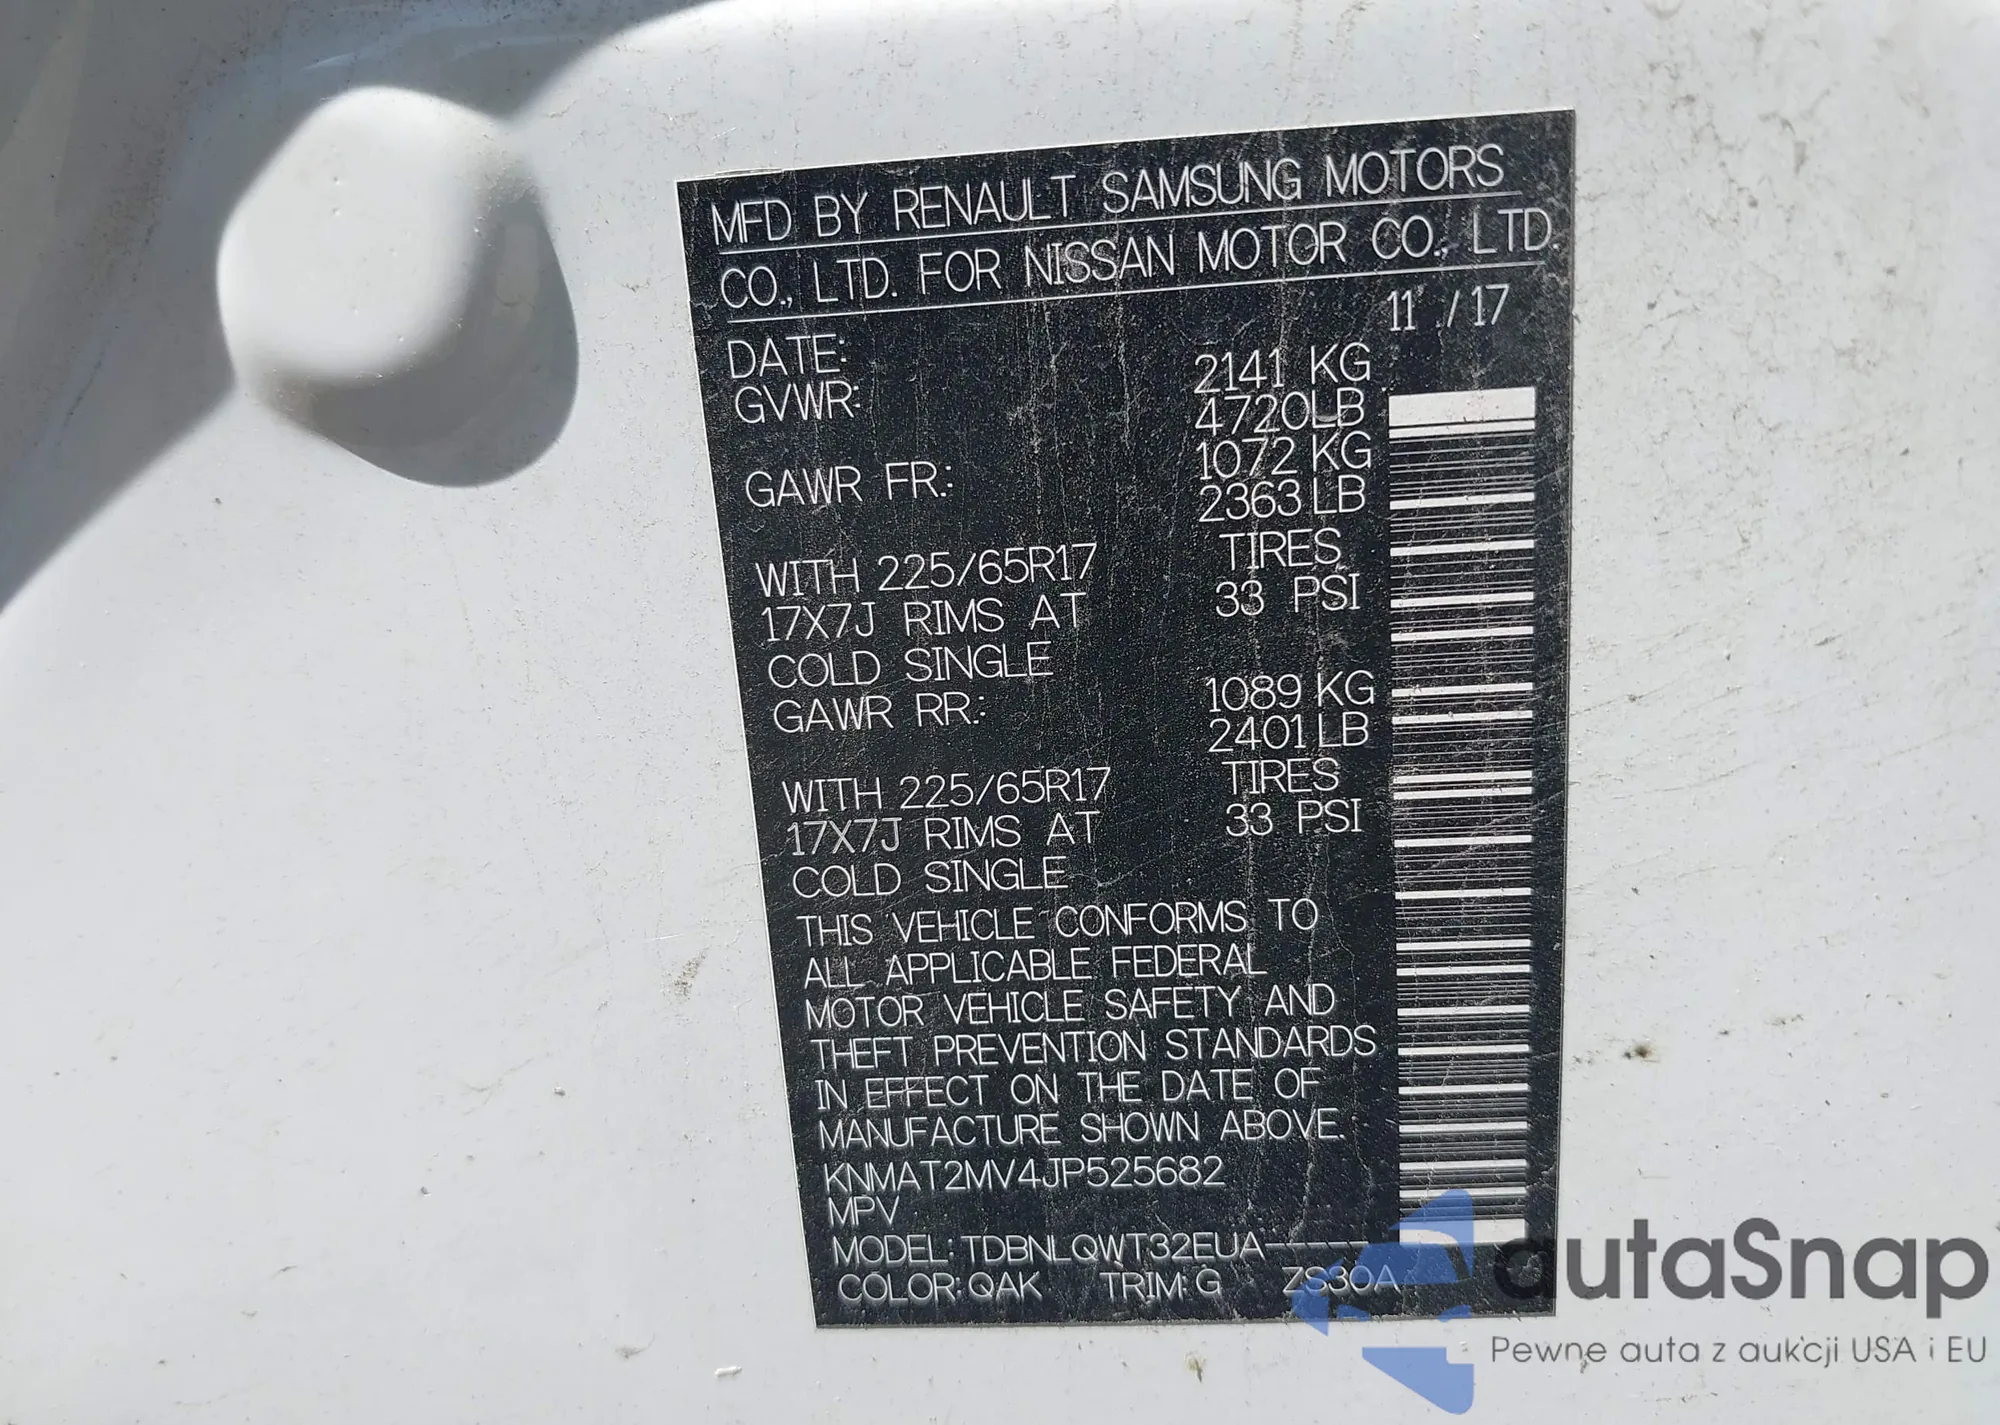 MFD BY RENAULT SAMSUNG MOTORS
CO., LTD. FOR NISSAN MOTOR CO., LTD.
DATE: 11 / 17
GVWR: 2141 KG
4720LB
GAWR FR.: 1072 KG
2363LB
WITH 225/65R17 TIRES
17X7J RIMS AT 33 PSI
COLD SINGLE
GAWR RR.: 1089 KG
2401LB
WITH 225/65R17 TIRES
17X7J RIMS AT 33 PSI
COLD SINGLE
THIS VEHICLE CONFORMS TO
ALL APPLICABLE FEDERAL
MOTOR VEHICLE SAFETY AND
THEFT PREVENTION STANDARDS
IN EFFECT ON THE DATE OF
MANUFACTURE SHOWN ABOVE.
KNMAT2MV4JP525682
MPV
MODEL: TDBNLQWT32EUA-----
COLOR: QAK TRIM: G ZS30A
autaSnap
Pewne auta z aukcji USA i EU